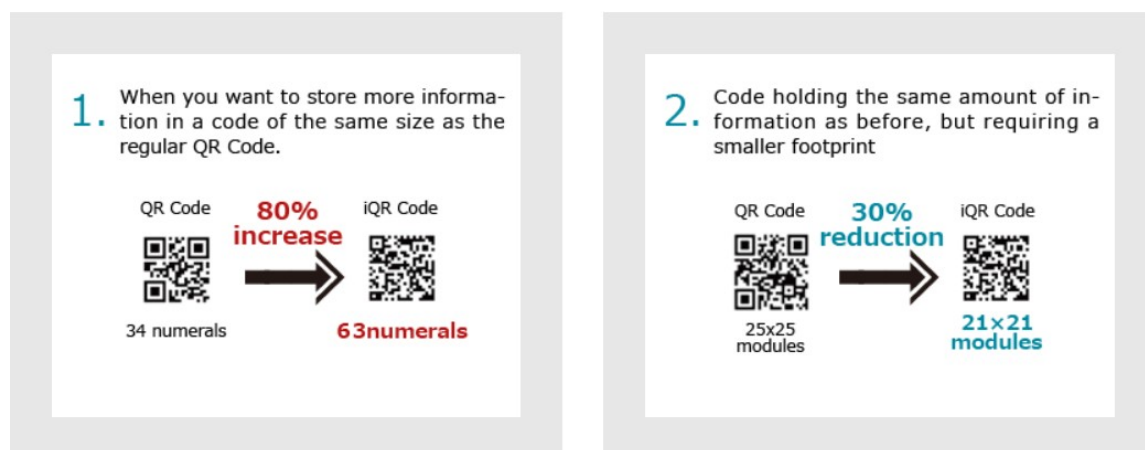 1.
When you want to store more informa-
tion in a code of the same size as the
regular QR Code.
QR Code
80%
increase
iQR Code
34 numerals
63numerals
2.
Code holding the same amount of in-
formation as before, but requiring a
smaller footprint
QR Code
30%
reduction
iQR Code
25x25
modules
21×21
modules